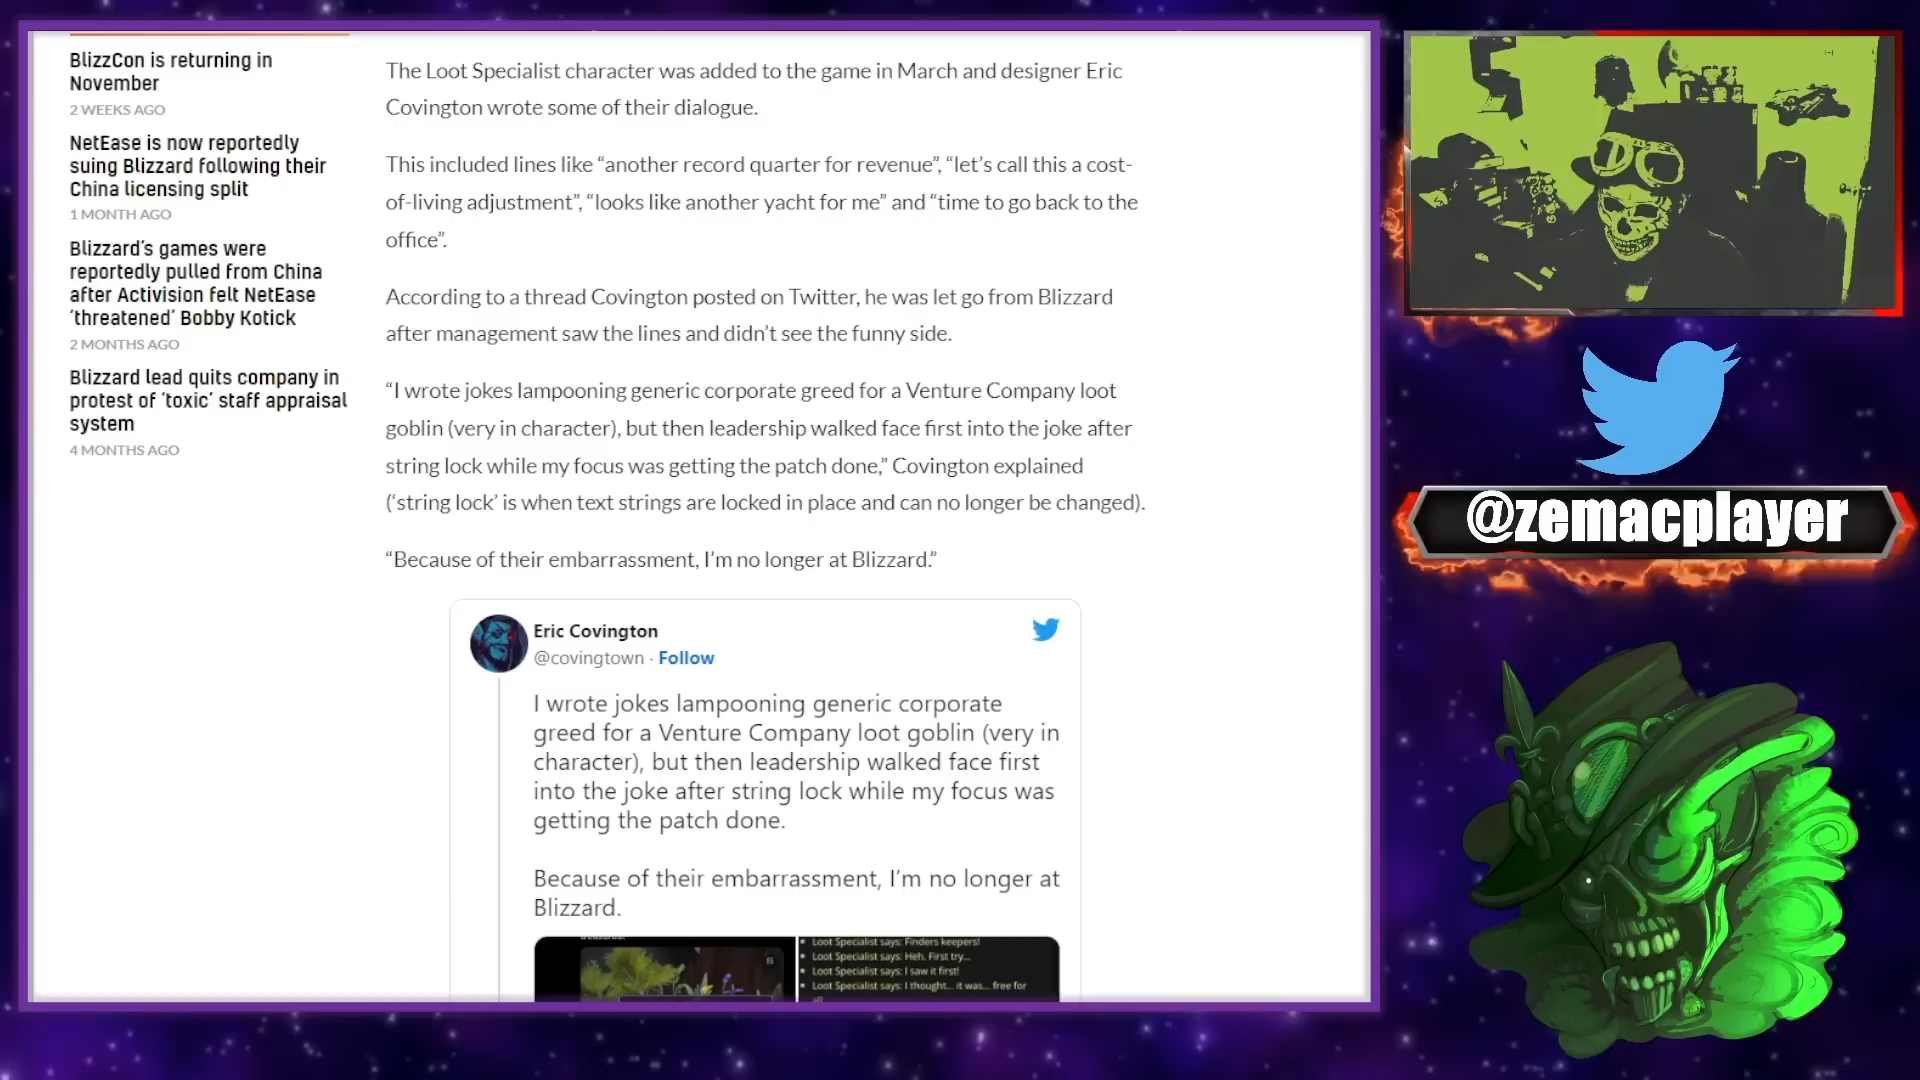 BlizzCon is returning in
November
2 WEEKS AGO
NetEase is now reportedly
suing Blizzard following their
China licensing split
1 MONTH AGO
Blizzard’s games were
reportedly pulled from China
after Activision felt NetEase
‘threatened’ Bobby Kotick
2 MONTHS AGO
Blizzard lead quits company in
protest of ‘toxic’ staff appraisal
system
4 MONTHS AGO
The Loot Specialist character was added to the game in March and designer Eric
Covington wrote some of their dialogue.
This included lines like “another record quarter for revenue”, “let’s call this a cost-
of-living adjustment”, “looks like another yacht for me” and “time to go back to the
office”.
According to a thread Covington posted on Twitter, he was let go from Blizzard
after management saw the lines and didn’t see the funny side.
“I wrote jokes lampooning generic corporate greed for a Venture Company loot
goblin (very in character), but then leadership walked face first into the joke after
string lock while my focus was getting the patch done,” Covington explained
(‘string lock’ is when text strings are locked in place and can no longer be changed).
“Because of their embarrassment, I’m no longer at Blizzard.”
Eric Covington
@covingtown · Follow
I wrote jokes lampooning generic corporate
greed for a Venture Company loot goblin (very in
character), but then leadership walked face first
into the joke after string lock while my focus was
getting the patch done.
Because of their embarrassment, I’m no longer at
Blizzard.
Loot Specialist says: Finders keepers!
Loot Specialist says: Heh. First try...
Loot Specialist says: I saw it first!
Loot Specialist says: I thought... it was... free for
@zemacplayer